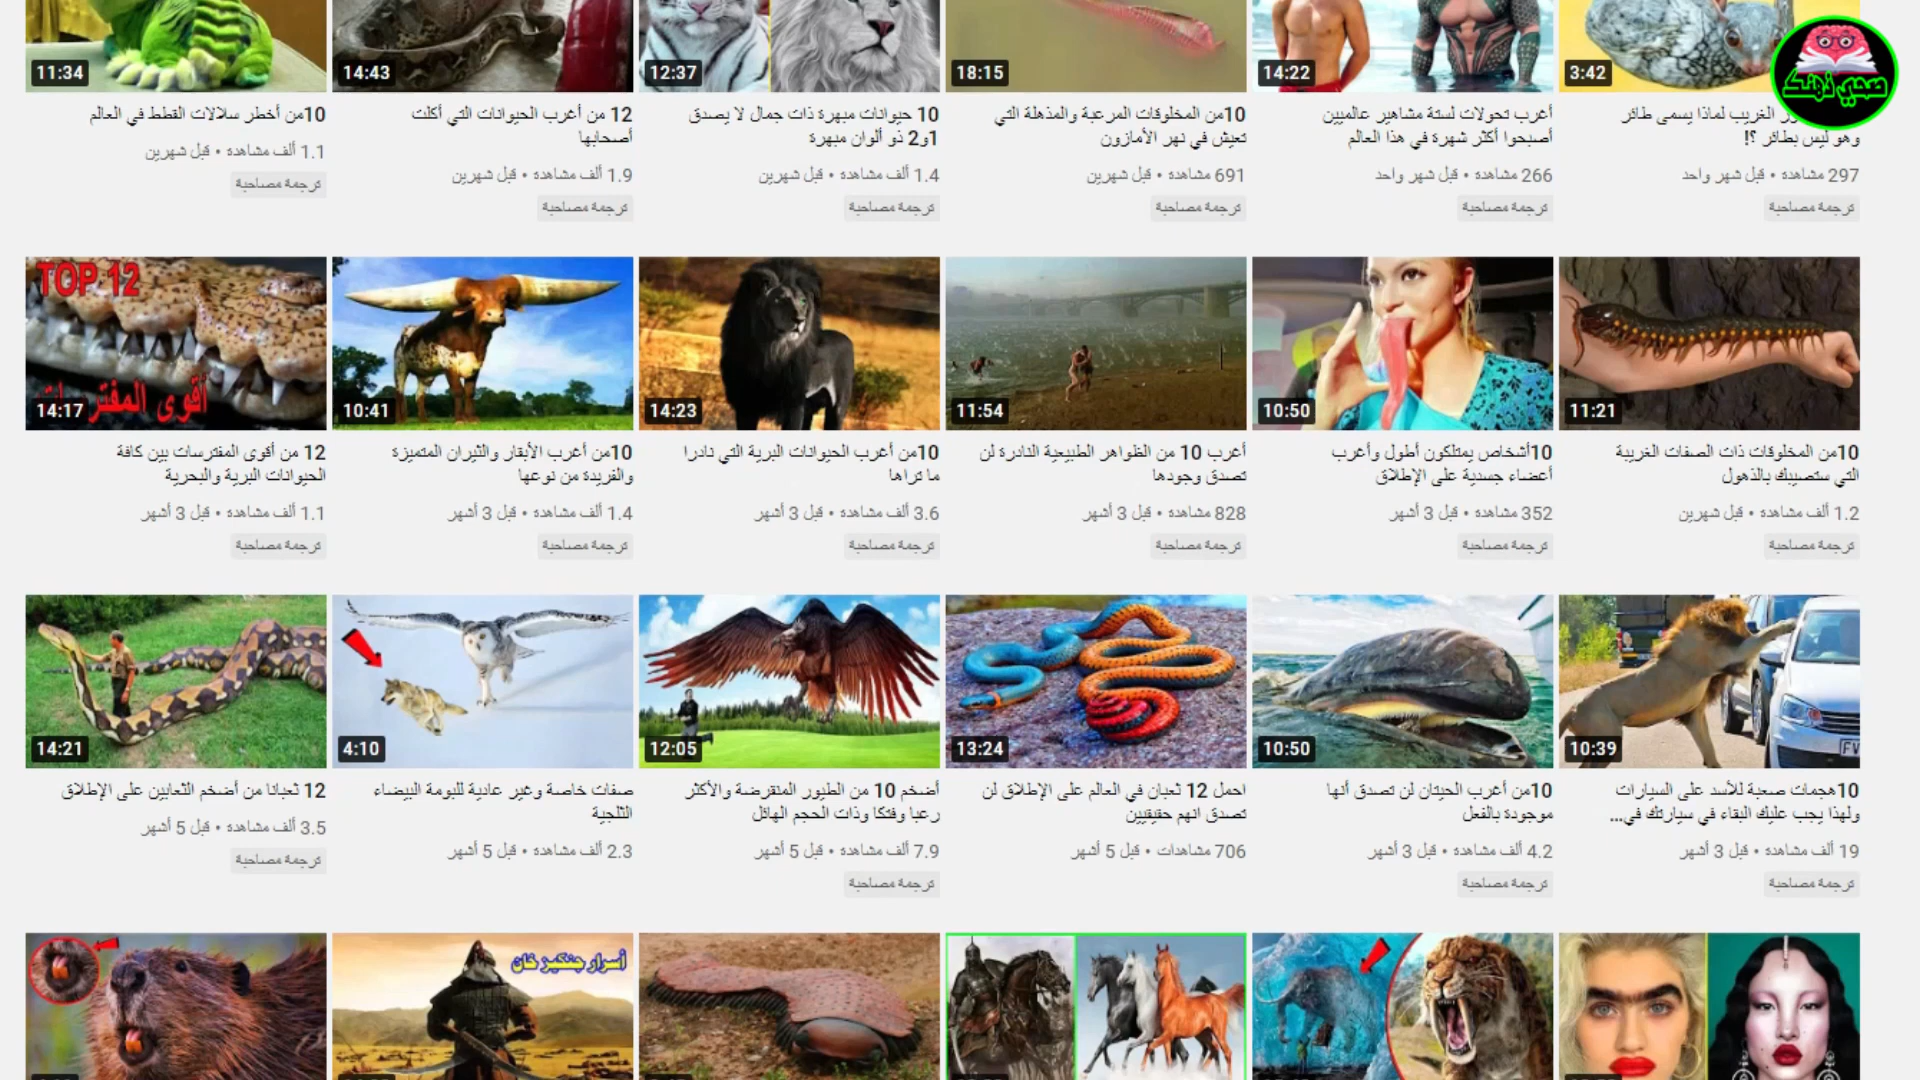 3:42
14:22
18:15
12:37
14:43
11:34
صحي ذهنك
الغريب لماذا يسمى طائر
وهو ليس بطائر ؟!
297 مشاهدة • قبل شهر واحد
ترجمة مصاحبة
أغرب تحولات لستة مشاهير عالميين
أصبحوا أكثر شهرة في هذا العالم
266 مشاهدة • قبل شهر واحد
ترجمة مصاحبة
10من المخلوقات المرعبة والمذهلة التي
تعيش في نهر الأمازون
691 مشاهدة • قبل شهرين
ترجمة مصاحبة
10 حيوانات مبهرة ذات جمال لا يصدق
1و2 ذو ألوان مبهرة
1.4 ألف مشاهدة • قبل شهرين
ترجمة مصاحبة
12 من أغرب الحيوانات التي أكلت
أصحابها
1.9 ألف مشاهدة • قبل شهرين
ترجمة مصاحبة
10من أخطر سلالات القطط في العالم
1.1 ألف مشاهدة • قبل شهرين
ترجمة مصاحبة
11:21
10:50
11:54
14:23
10:41
TOP 12
أقوى المفترسات
14:17
10من المخلوقات ذات الصفات الغريبة
التي ستصيبك بالذهول
1.2 ألف مشاهدة • قبل شهرين
ترجمة مصاحبة
10أشخاص يمتلكون أطول وأغرب
أعضاء جسدية على الإطلاق
352 مشاهدة • قبل 3 أشهر
ترجمة مصاحبة
أغرب 10 من الظواهر الطبيعية النادرة لن
تصدق وجودها
828 مشاهدة • قبل 3 أشهر
ترجمة مصاحبة
10من أغرب الحيوانات البرية التي نادرا
ما تراها
3.6 ألف مشاهدة • قبل 3 أشهر
ترجمة مصاحبة
10من أغرب الأبقار والثيران المتميزة
والفريدة من نوعها
1.4 ألف مشاهدة • قبل 3 أشهر
ترجمة مصاحبة
12 من أقوى المفترسات بين كافة
الحيوانات البرية والبحرية
1.1 ألف مشاهدة • قبل 3 أشهر
ترجمة مصاحبة
10:39
10:50
13:24
12:05
4:10
14:21
10هجمات صعبة للأسد على السيارات
ولهذا يجب عليك البقاء في سيارتك في...
19 ألف مشاهدة • قبل 3 أشهر
ترجمة مصاحبة
10من أغرب الحيتان لن تصدق أنها
موجودة بالفعل
4.2 ألف مشاهدة • قبل 3 أشهر
ترجمة مصاحبة
احمل 12 ثعبان في العالم على الإطلاق لن
تصدق انهم حقيقيين
706 مشاهدات • قبل 5 أشهر
أضخم 10 من الطيور المنقرضة والأكثر
رعبا وفتكا وذات الحجم الهائل
7.9 ألف مشاهدة • قبل 5 أشهر
ترجمة مصاحبة
صفات خاصة وغير عادية للبومة البيضاء
الثلجية
2.3 ألف مشاهدة • قبل 5 أشهر
12 ثعبانا من أضخم الثعابين على الإطلاق
3.5 ألف مشاهدة • قبل 5 أشهر
ترجمة مصاحبة
أسرار جنكيز خان